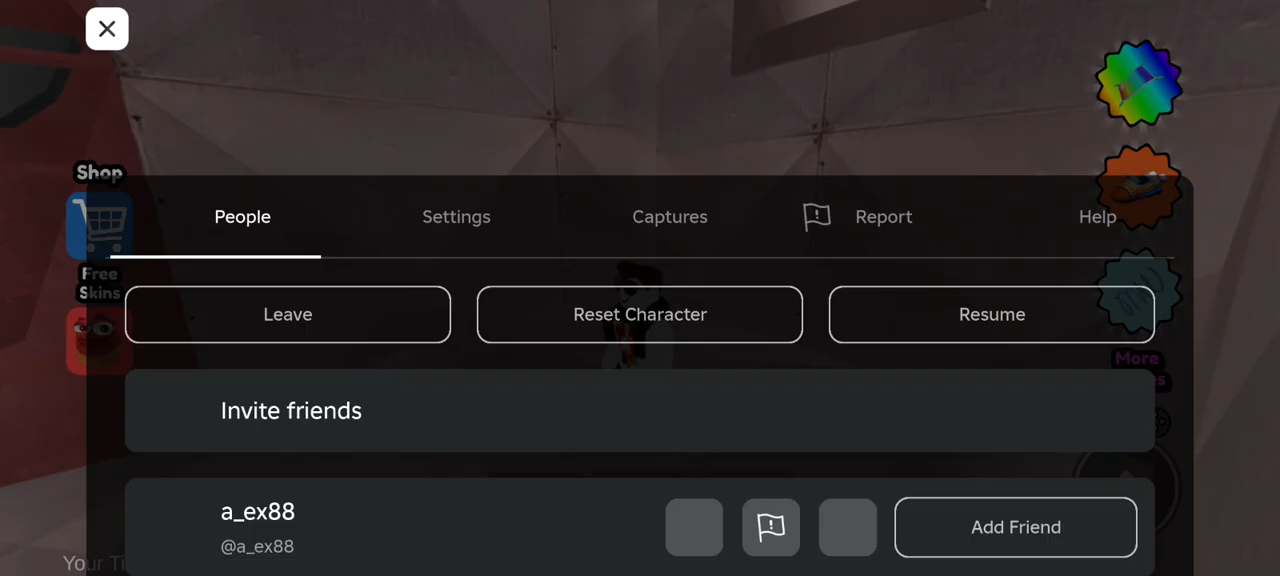 Shop
People
Settings
Captures
Report
Help
Free
Skins
Leave
Reset Character
Resume
More
Invite friends
a_ex88
@a_ex88
Add Friend
Your